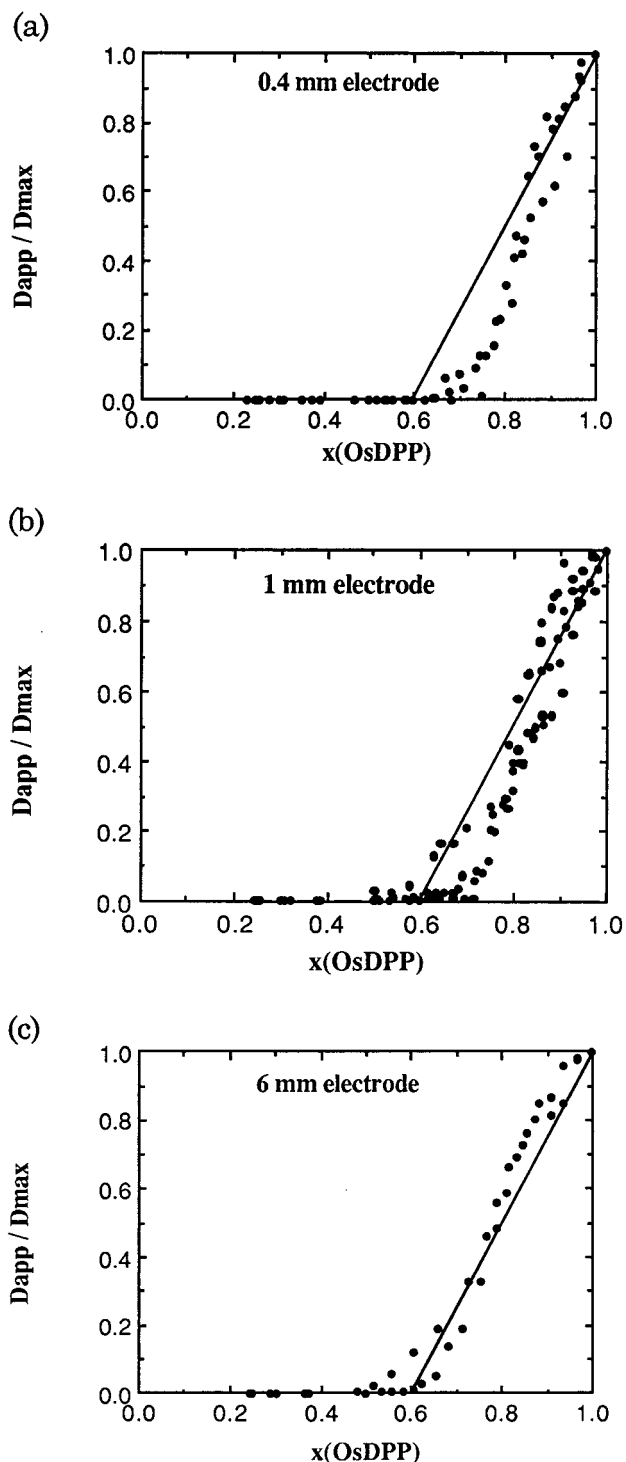 (a)
0.4 mm electrode
Dapp / Dmax
1.0
0.8
0.6
0.4
0.2
0.0
0.0 0.2 0.4 0.6 0.8 1.0
x(OsDPP)
(b)
1 mm electrode
Dapp / Dmax
1.0
0.8
0.6
0.4
0.2
0.0
0.0 0.2 0.4 0.6 0.8 1.0
x(OsDPP)
(c)
6 mm electrode
Dapp / Dmax
1.0
0.8
0.6
0.4
0.2
0.0
0.0 0.2 0.4 0.6 0.8 1.0
x(OsDPP)